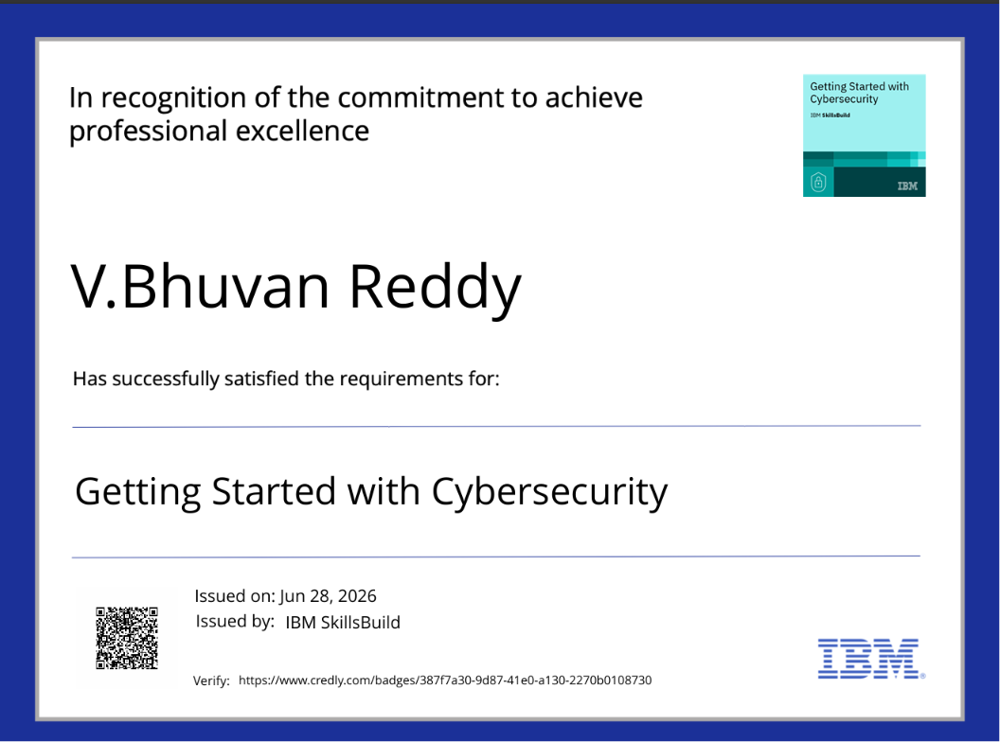 In recognition of the commitment to achieve
professional excellence
Getting Started with
Cybersecurity
IBM SkillsBuild
IBM
V.Bhuvan Reddy
Has successfully satisfied the requirements for:
Getting Started with Cybersecurity
Issued on: Jun 28, 2026
Issued by: IBM SkillsBuild
Verify: https://www.credly.com/badges/387f7a30-9d87-41e0-a130-2270b0108730
IBM®